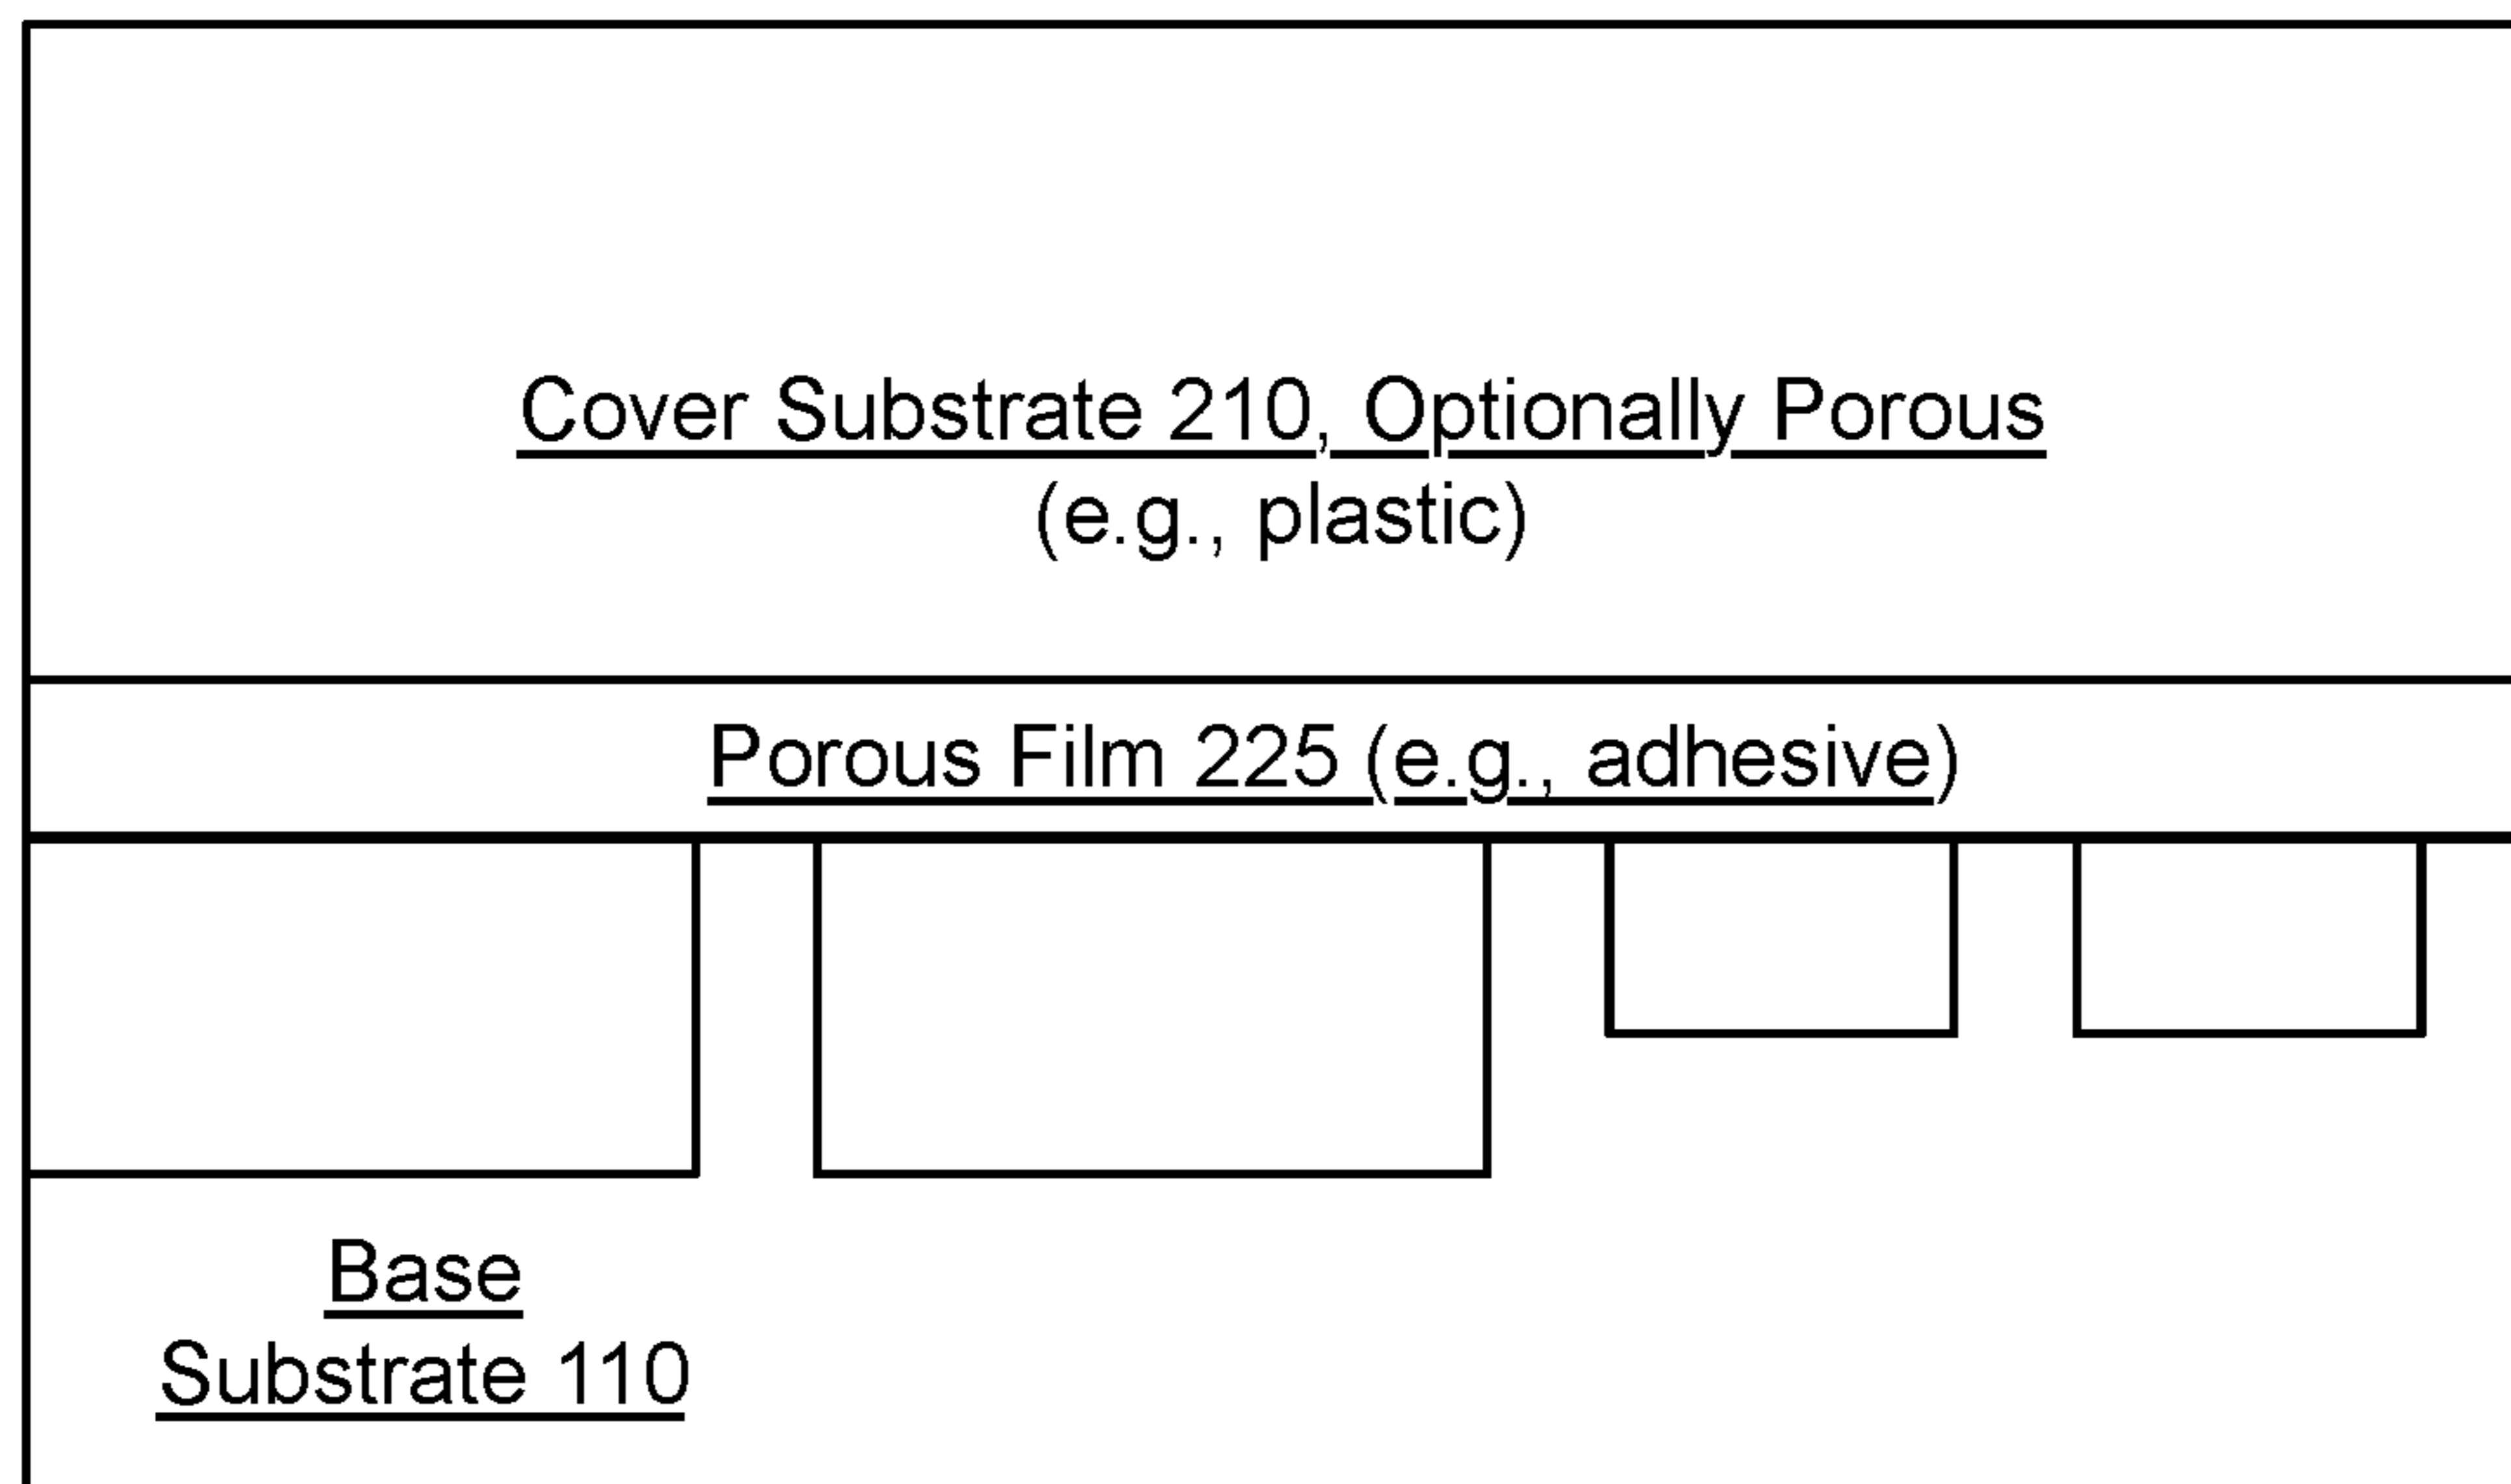 Cover Substrate 210, Optionally Porous
(e.g., plastic)
Porous Film 225 (e.g., adhesive)
Base
Substrate 110